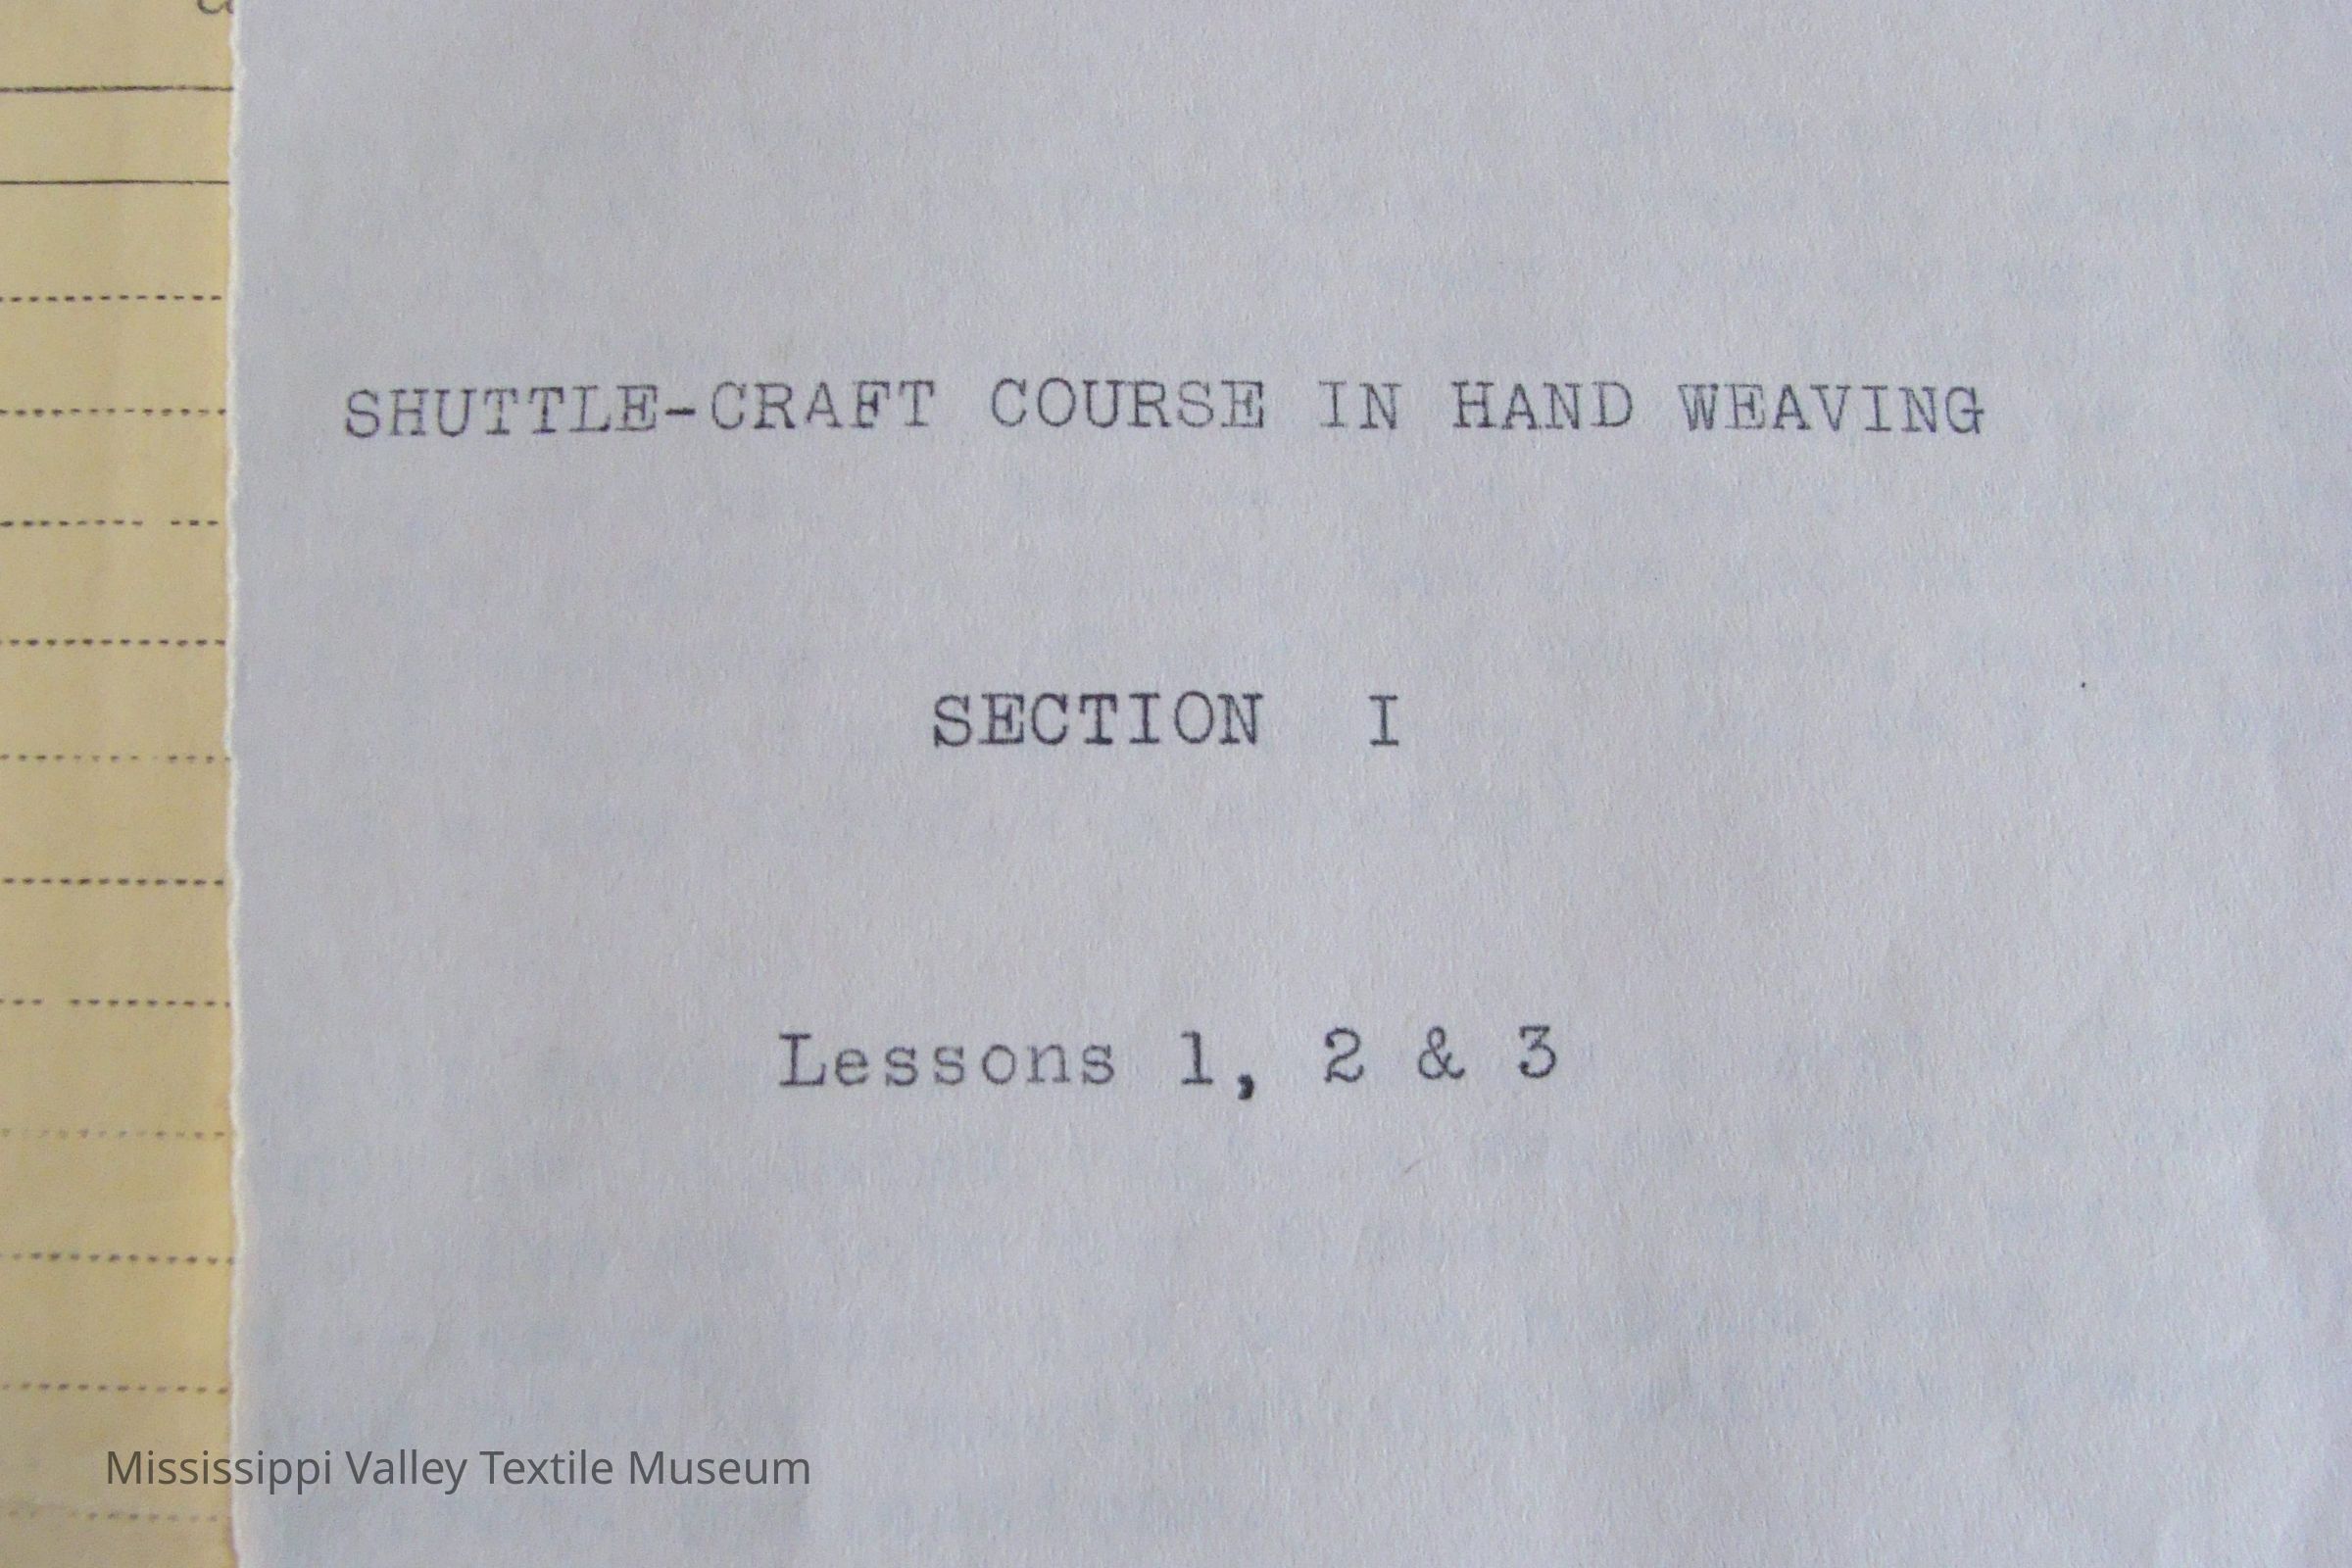 SHUTTLE-CRAFT COURSE IN HAND WEAVING
SECTION I
Lessons 1, 2 & 3
Mississippi Valley Textile Museum